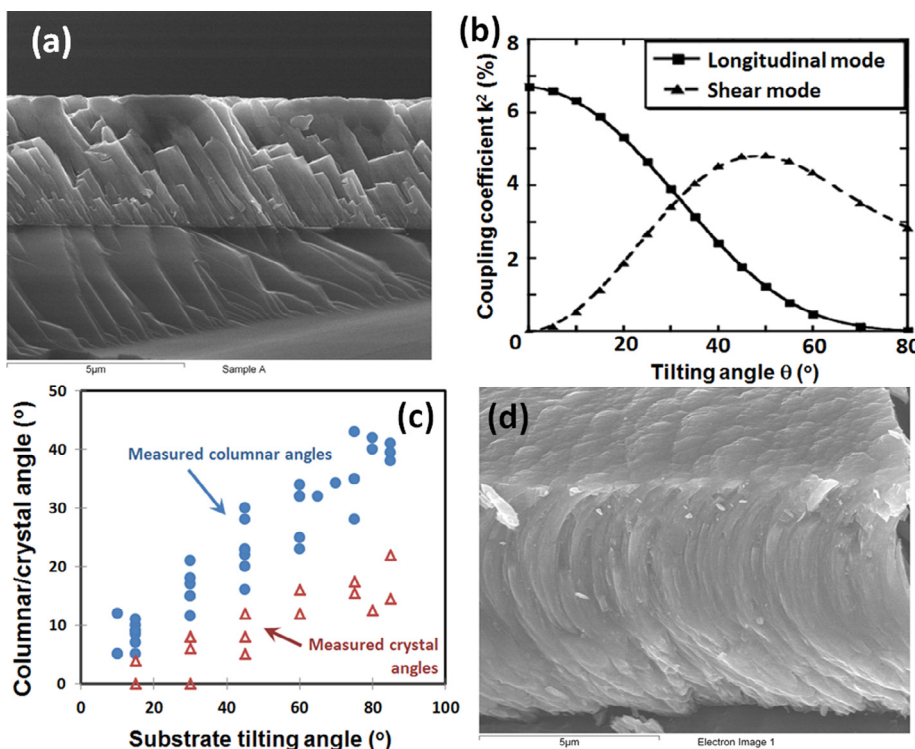 (a)
5µm
Sample A
(b)
Coupling coefficient K² (%)
8
6
4
2
0
Longitudinal mode
Shear mode
0 20 40 60 80
Tilting angle θ (°)
(c)
Columnar/crystal angle (°)
50
40
30
20
10
0
Measured columnar angles
Measured crystal
angles
0 20 40 60 80 100
Substrate tilting angle (°)
(d)
5µm
Electron Image 1